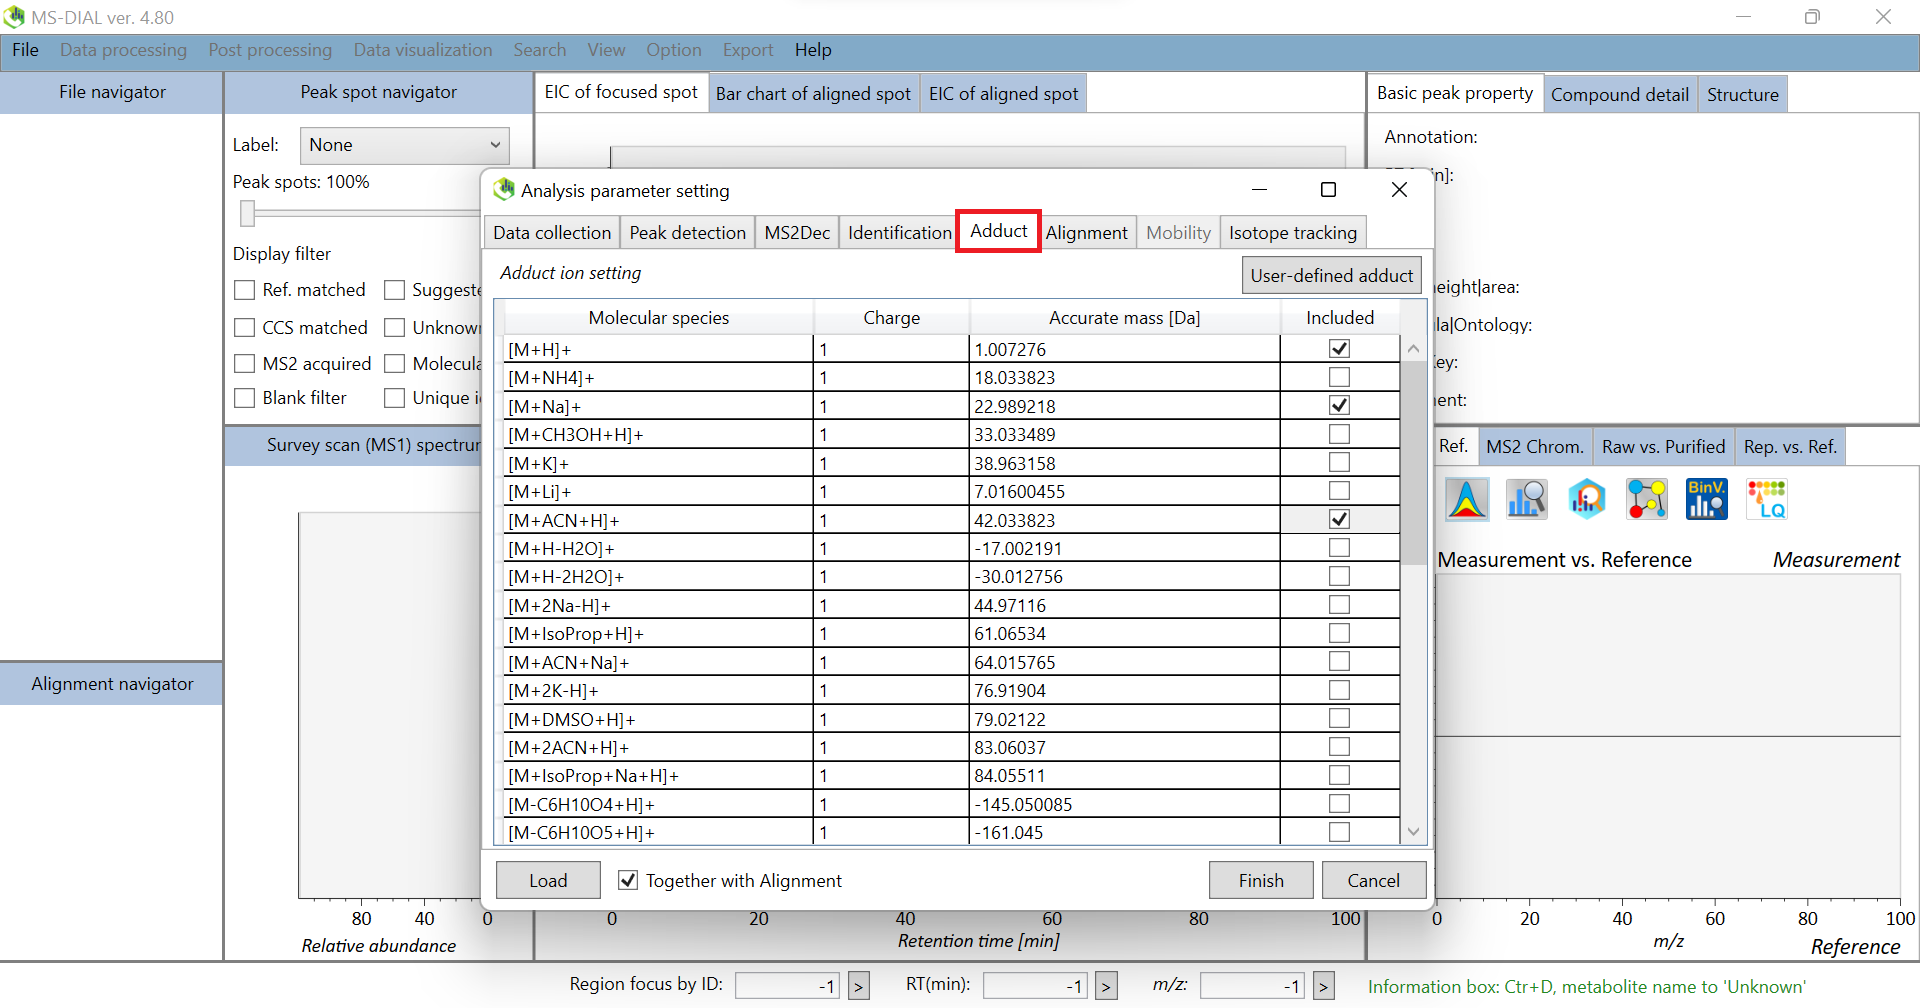 MS-DIAL ver. 4.80
File Data processing Post processing Data visualization Search View Option Export Help
File navigator
Peak spot navigator
EIC of focused spot Bar chart of aligned spot EIC of aligned spot
Basic peak property Compound detail Structure
Label: None
Peak spots: 100%
Display filter
Ref. matched
CCS matched
MS2 acquired
Blank filter
Annotation:
Analysis parameter setting
Data collection Peak detection MS2Dec Identification Adduct Alignment Mobility Isotope tracking
Adduct ion setting
User-defined adduct
Molecular species Charge Accurate mass [Da] Included
[M+H]+ 1 1.007276
[M+NH4]+ 1 18.033823
[M+Na]+ 1 22.989218
[M+CH3OH+H]+ 1 33.033489
[M+K]+ 1 38.963158
[M+Li]+ 1 7.01600455
[M+ACN+H]+ 1 42.033823
[M+H-H2O]+ 1 -17.002191
[M+H-2H2O]+ 1 -30.012756
[M+2Na-H]+ 1 44.97116
[M+IsoProp+H]+ 1 61.06534
[M+ACN+Na]+ 1 64.015765
[M+2K-H]+ 1 76.91904
[M+DMSO+H]+ 1 79.02122
[M+2ACN+H]+ 1 83.06037
[M+IsoProp+Na+H]+ 1 84.05511
[M-C6H10O4+H]+ 1 -145.050085
[M-C6H10O5+H]+ 1 -161.045
Load Together with Alignment Finish Cancel
Survey scan (MS1)
80 40 0
Relative abundance
0 20 40 60 80 100
Retention time [min]
Ref. MS2 Chrom. Raw vs. Purified Rep. vs. Ref.
BinV.
LQ
Measurement vs. Reference Measurement
0 20 40 60 80 100
m/z
Reference
Alignment navigator
Region focus by ID: -1 > RT(min): -1 > m/z: -1 >
Information box: Ctr+D, metabolite name to 'Unknown'